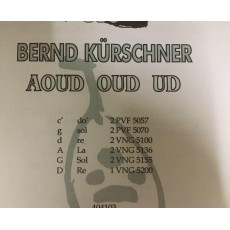 BERND KÜRSCHNER
AOUD OUD UD
c' do' 2 PVF 5057
g sol 2 PVF 5070
d re 2 VNG 5100
A La 2 VNG 5136
G Sol 2 VNG 5155
D Re 1 VNG 5200